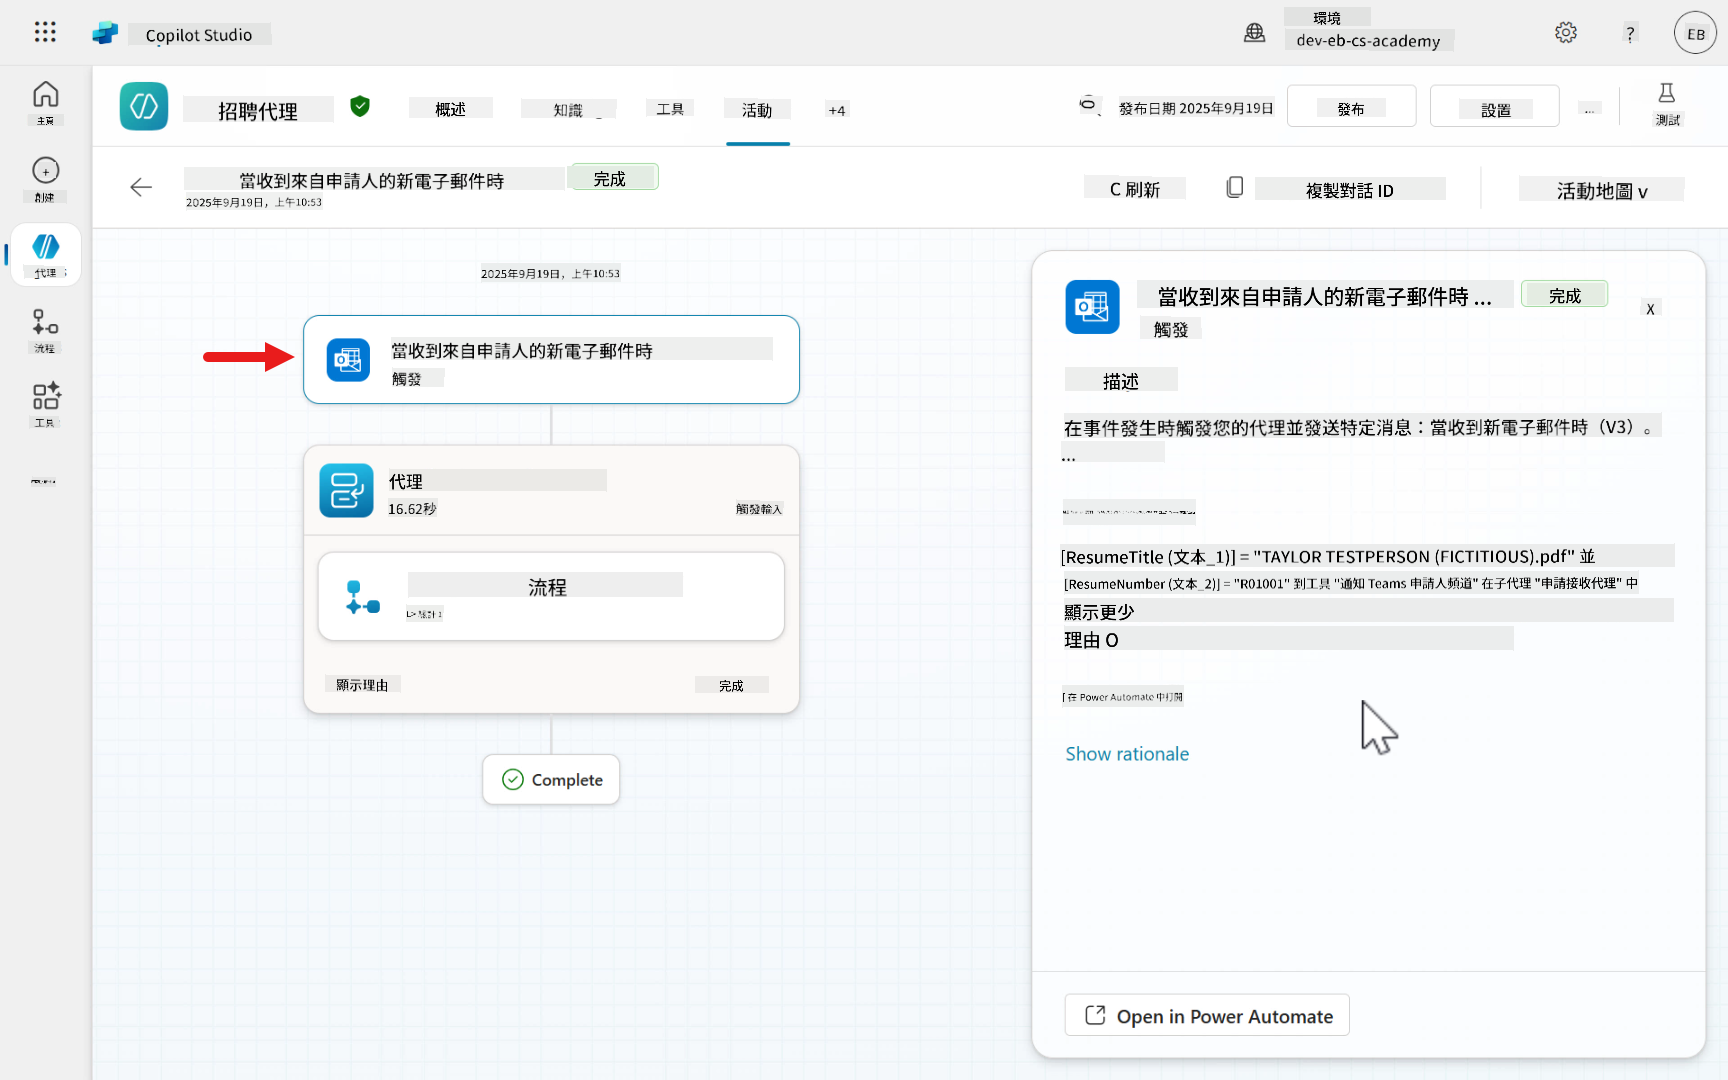 Copilot Studio
環境
dev-eb-cs-academy
?
EB
主頁
創建
代理
流程
工具
招聘代理
概述
知識
工具
活動
+4
發布日期 2025年9月19日
發布
設置
...
測試
當收到來自申請人的新電子郵件時
完成
2025年9月19日，上午10:53
C 刷新
複製對話 ID
活動地圖 v
2025年9月19日，上午10:53
當收到來自申請人的新電子郵件時
觸發
代理
16.62秒
觸發輸入
流程
顯示理由
完成
Complete
當收到來自申請人的新電子郵件時 ...
完成
X
觸發
描述
在事件發生時觸發您的代理並發送特定消息：當收到新電子郵件時（V3）。
...
[ResumeTitle (文本_1)] = "TAYLOR TESTPERSON (FICTITIOUS).pdf" 並
[ResumeNumber (文本_2)] = "R01001" 到工具 "通知 Teams 申請人頻道" 在子代理 "申請接收代理" 中
顯示更少
理由 O
[ 在 Power Automate 中打開
Show rationale
Open in Power Automate